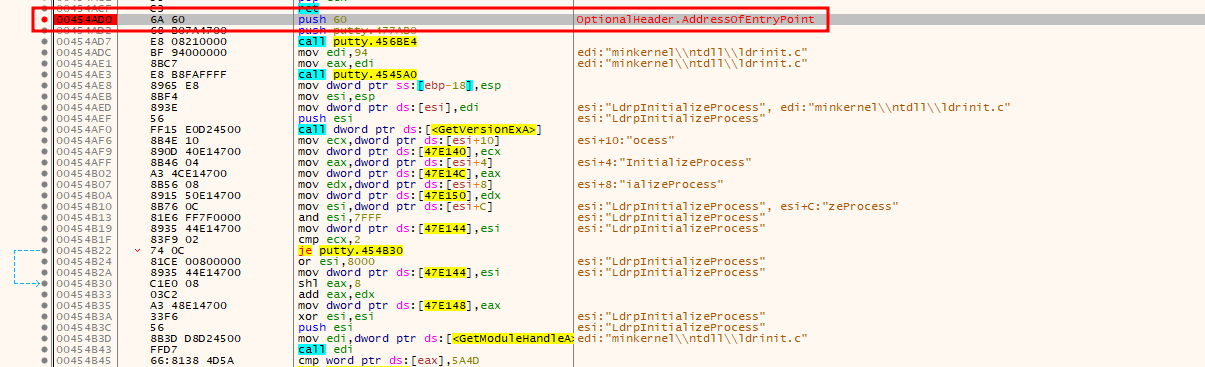 ret
00454AD0 6A 60 push 60 OptionalHeader.AddressOfEntryPoint
push putty.477AB0
00454AD7 E8 08210000 call putty.456BE4
00454ADC BF 94000000 mov edi,94 edi:"minkernel\\ntdll\\ldrinit.c"
00454AE1 8BC7 mov eax,edi edi:"minkernel\\ntdll\\ldrinit.c"
00454AE3 E8 B8FAFFFF call putty.4545A0
00454AE8 8965 E8 mov dword ptr ss:[ebp-18],esp
00454AEB 8BF4 mov esi,esp
00454AED 893E mov dword ptr ds:[esi],edi esi:"LdrpInitializeProcess", edi:"minkernel\\ntdll\\ldrinit.c"
00454AEF 56 push esi esi:"LdrpInitializeProcess"
00454AF0 FF15 E0D24500 call dword ptr ds:[<GetVersionExA>]
00454AF6 8B4E 10 mov ecx,dword ptr ds:[esi+10] esi+10:"ocess"
00454AF9 890D 40E14700 mov dword ptr ds:[47E140],ecx
00454AFF 8B46 04 mov eax,dword ptr ds:[esi+4] esi+4:"InitializeProcess"
00454B02 A3 4CE14700 mov dword ptr ds:[47E14C],eax
00454B07 8B56 08 mov edx,dword ptr ds:[esi+8] esi+8:"ializeProcess"
00454B0A 8915 50E14700 mov dword ptr ds:[47E150],edx
00454B10 8B76 0C mov esi,dword ptr ds:[esi+C] esi:"LdrpInitializeProcess", esi+C:"zeProcess"
00454B13 81E6 FF7F0000 and esi,7FFF esi:"LdrpInitializeProcess"
00454B19 8935 44E14700 mov dword ptr ds:[47E144],esi esi:"LdrpInitializeProcess"
00454B1F 83F9 02 cmp ecx,2
00454B22 74 0C je putty.454B30
00454B24 81CE 00800000 or esi,8000 esi:"LdrpInitializeProcess"
00454B2A 8935 44E14700 mov dword ptr ds:[47E144],esi esi:"LdrpInitializeProcess"
00454B30 C1E0 08 shl eax,8
00454B33 03C2 add eax,edx
00454B35 A3 48E14700 mov dword ptr ds:[47E148],eax
00454B3A 33F6 xor esi,esi esi:"LdrpInitializeProcess"
00454B3C 56 push esi esi:"LdrpInitializeProcess"
00454B3D 8B3D D8D24500 mov edi,dword ptr ds:[<GetModuleHandleA> edi:"minkernel\\ntdll\\ldrinit.c"
00454B43 FFD7 call edi
00454B45 66:8138 4D5A cmp word ptr ds:[eax],5A4D